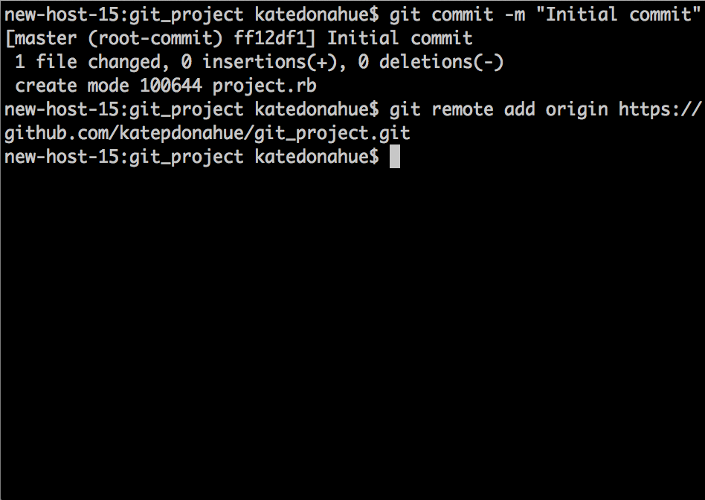 new-host-15:git_project katedonahue$ git commit -m "Initial commit"
[master (root-commit) ff12df1] Initial commit
 1 file changed, 0 insertions(+), 0 deletions(-)
 create mode 100644 project.rb
new-host-15:git_project katedonahue$ git remote add origin https://
github.com/katepdonahue/git_project.git
new-host-15:git_project katedonahue$